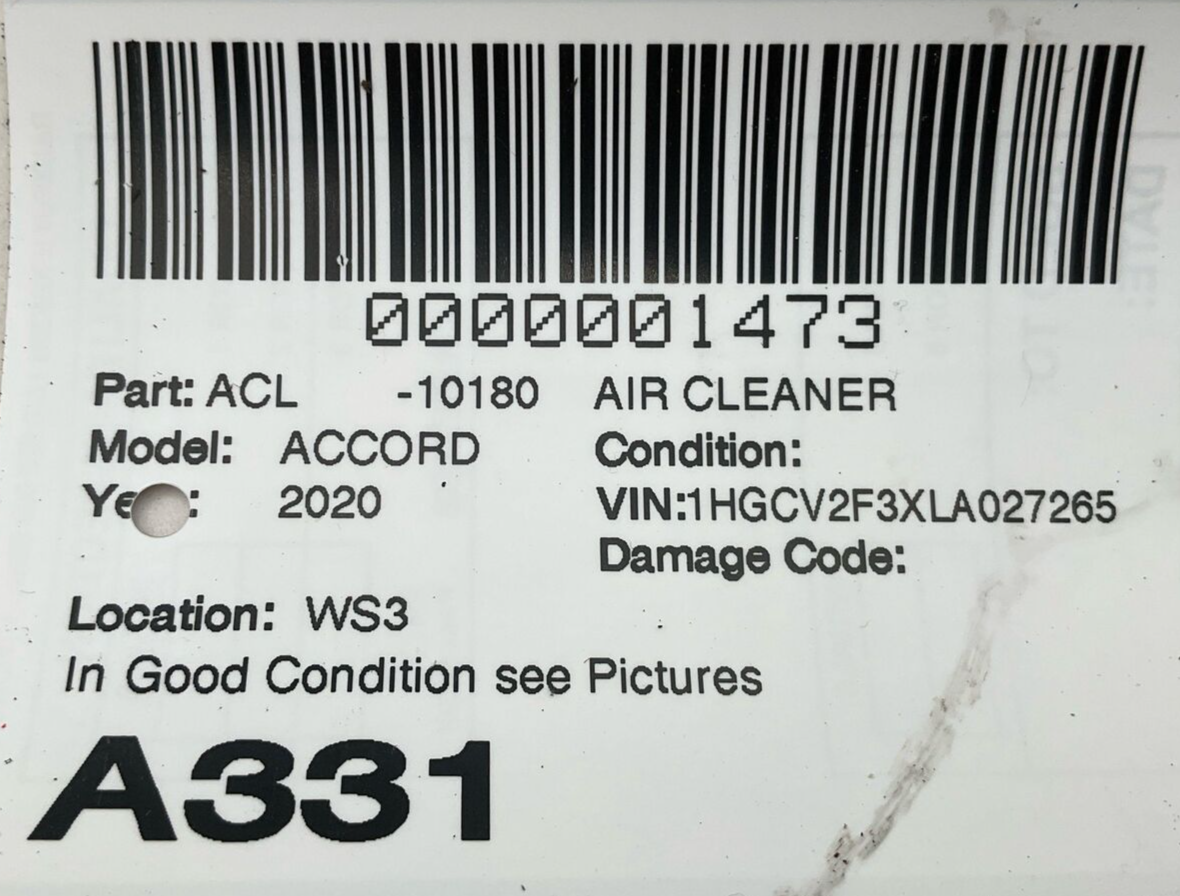 0000001473
Part: ACL -10180 AIR CLEANER
Model: ACCORD Condition:
2020 VIN:1HGCV2F3XLA027265
Damage Code:
Location: WS3
In Good Condition see Pictures
A331